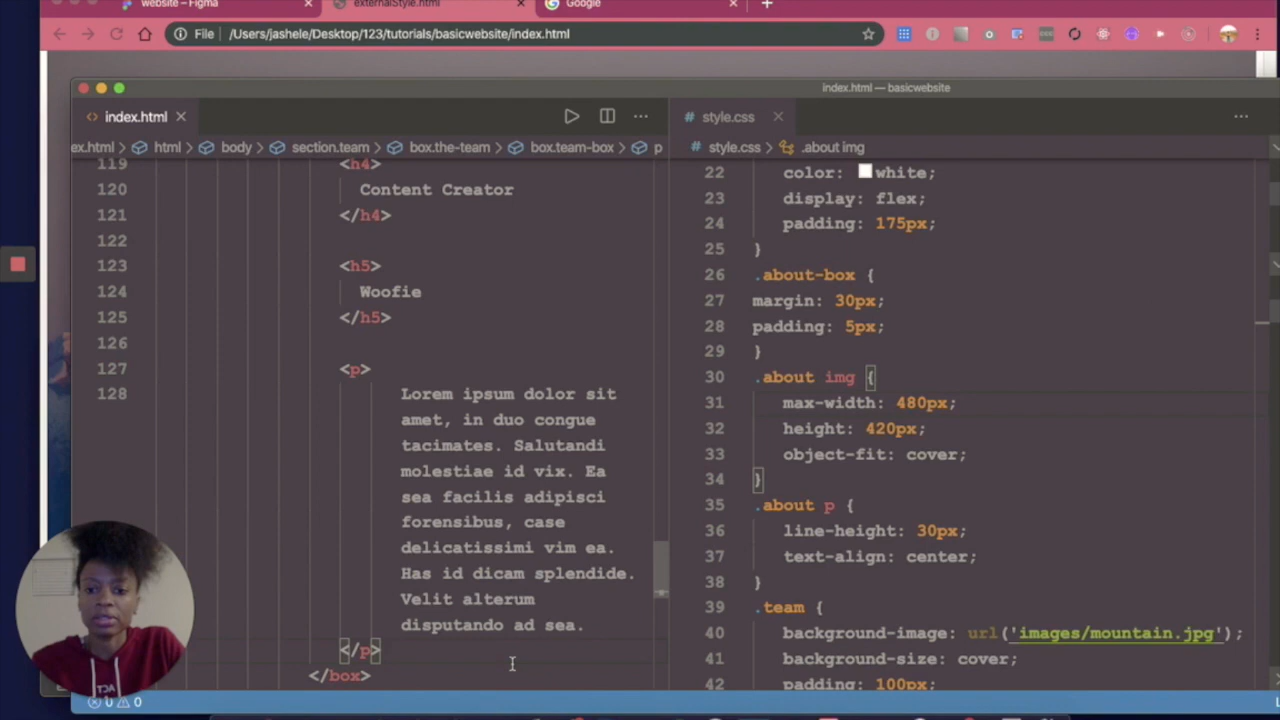 website – Figma
externalStyle.html
Google
File /Users/jashele/Desktop/123/tutorials/basicwebsite/index.html
index.html — basicwebsite
index.html
style.css
ex.html > html > body > section.team > box.the-team > box.team-box > p
style.css > .about img
119 <h4>
120 Content Creator
121 </h4>
122
123 <h5>
124 Woofie
125 </h5>
126
127 <p>
128 Lorem ipsum dolor sit
amet, in duo congue
tacimates. Salutandi
molestiae id vix. Ea
sea facilis adipisci
forensibus, case
delicatissimi vim ea.
Has id dicam splendide.
Velit alterum
disputando ad sea.
</p>
</box>
22 color: white;
23 display: flex;
24 padding: 175px;
25 }
26 .about-box {
27 margin: 30px;
28 padding: 5px;
29 }
30 .about img {
31 max-width: 480px;
32 height: 420px;
33 object-fit: cover;
34 }
35 .about p {
36 line-height: 30px;
37 text-align: center;
38 }
39 .team {
40 background-image: url('images/mountain.jpg');
41 background-size: cover;
42 padding: 100px;
0 0